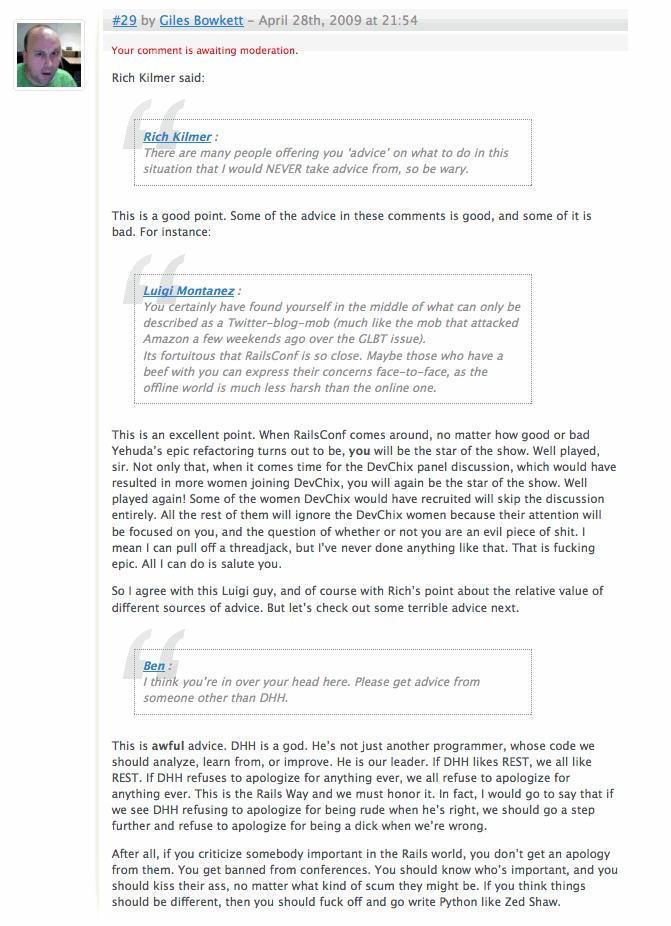 #29 by Giles Bowkett – April 28th, 2009 at 21:54
Your comment is awaiting moderation.
Rich Kilmer said:
Rich Kilmer :
There are many people offering you 'advice' on what to do in this
situation that I would NEVER take advice from, so be wary.
This is a good point. Some of the advice in these comments is good, and some of it is
bad. For instance:
Luigi Montanez :
You certainly have found yourself in the middle of what can only be
described as a Twitter-blog-mob (much like the mob that attacked
Amazon a few weekends ago over the GLBT issue).
Its fortuitous that RailsConf is so close. Maybe those who have a
beef with you can express their concerns face-to-face, as the
offline world is much less harsh than the online one.
This is an excellent point. When RailsConf comes around, no matter how good or bad
Yehuda's epic refactoring turns out to be, you will be the star of the show. Well played,
sir. Not only that, when it comes time for the DevChix panel discussion, which would have
resulted in more women joining DevChix, you will again be the star of the show. Well
played again! Some of the women DevChix would have recruited will skip the discussion
entirely. All the rest of them will ignore the DevChix women because their attention will
be focused on you, and the question of whether or not you are an evil piece of shit. I
mean I can pull off a threadjack, but I've never done anything like that. That is fucking
epic. All I can do is salute you.
So I agree with this Luigi guy, and of course with Rich's point about the relative value of
different sources of advice. But let's check out some terrible advice next.
Ben :
I think you're in over your head here. Please get advice from
someone other than DHH.
This is awful advice. DHH is a god. He's not just another programmer, whose code we
should analyze, learn from, or improve. He is our leader. If DHH likes REST, we all like
REST. If DHH refuses to apologize for anything ever, we all refuse to apologize for
anything ever. This is the Rails Way and we must honor it. In fact, I would go to say that if
we see DHH refusing to apologize for being rude when he's right, we should go a step
further and refuse to apologize for being a dick when we're wrong.
After all, if you criticize somebody important in the Rails world, you don't get an apology
from them. You get banned from conferences. You should know who's important, and you
should kiss their ass, no matter what kind of scum they might be. If you think things
should be different, then you should fuck off and go write Python like Zed Shaw.